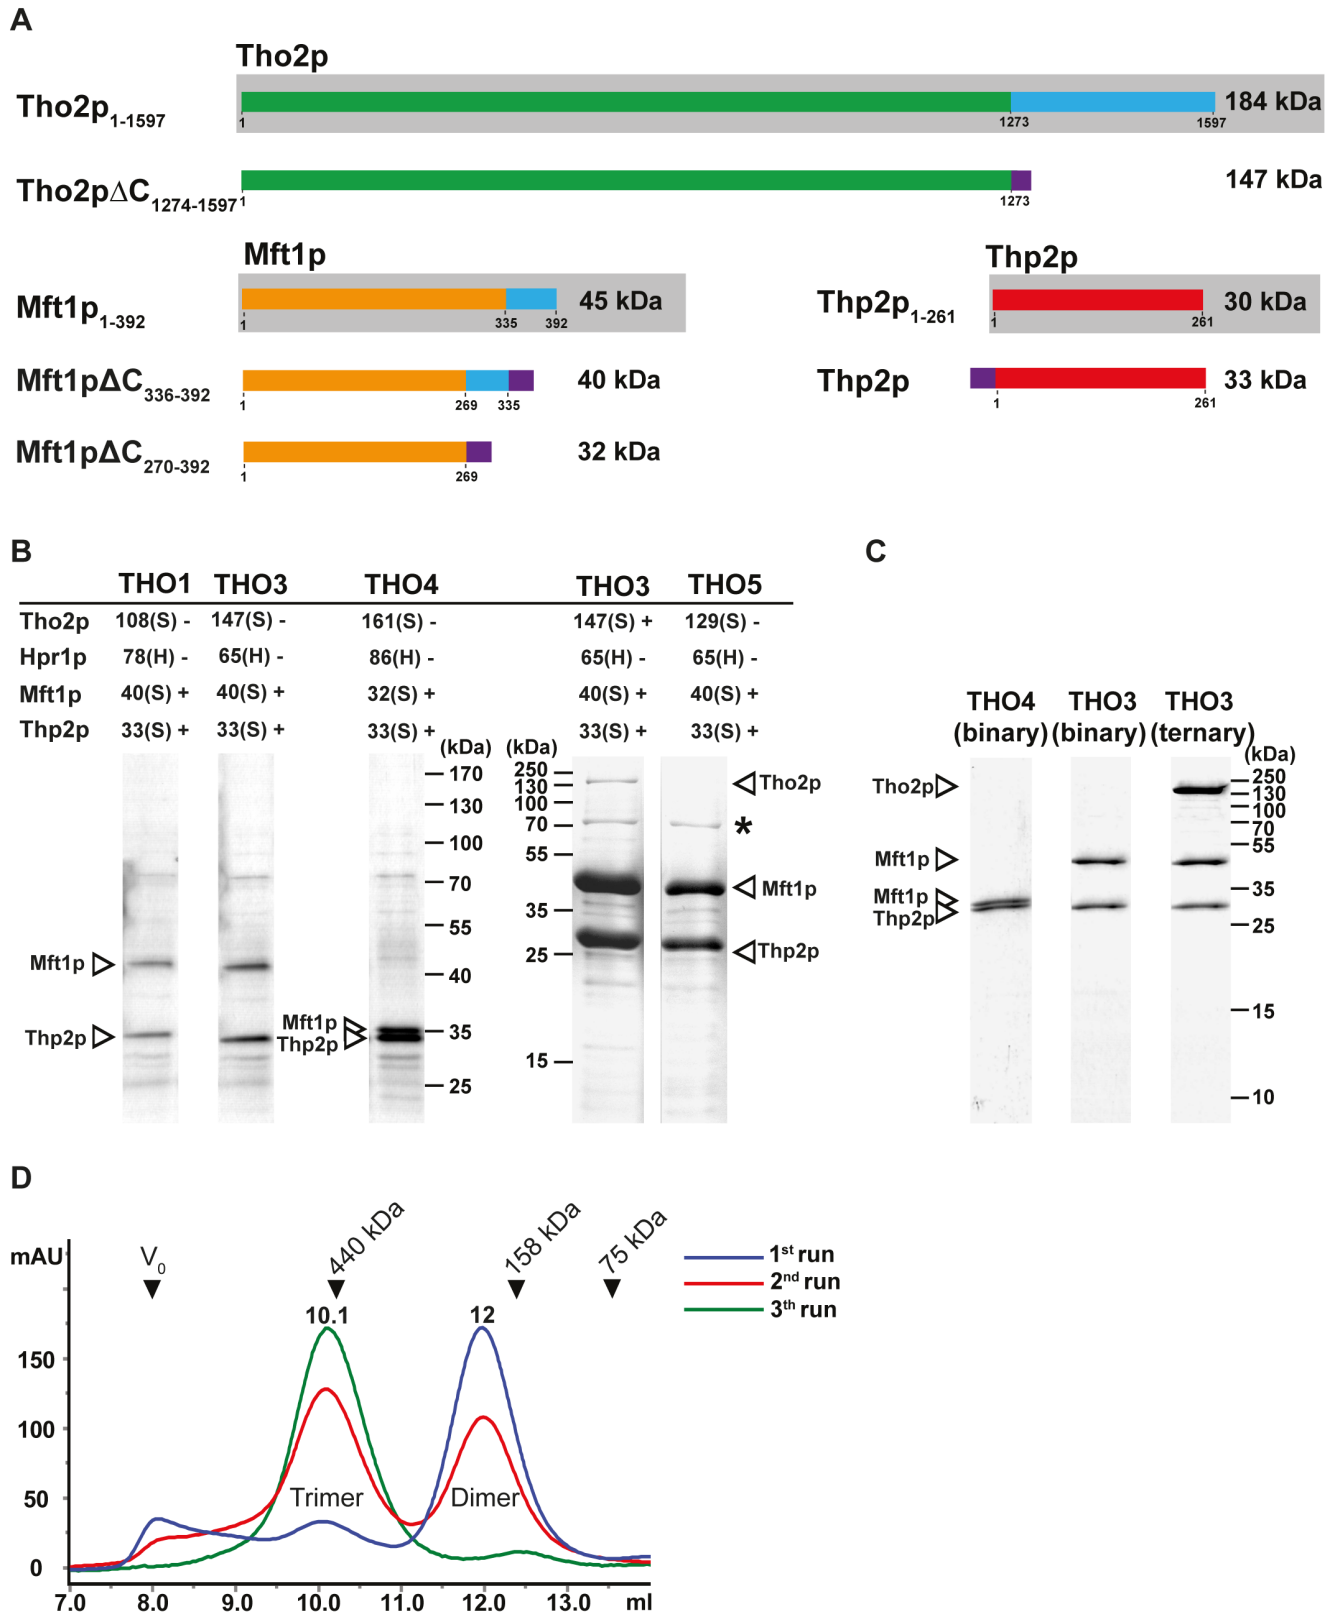 A
Tho2p
Tho2p1-1597
184 kDa
1 1273 1597
Tho2pΔC1274-1597
147 kDa
1 1273
Mft1p
Thp2p
Mft1p1-392
45 kDa
1 335 392
Thp2p1-261
30 kDa
1 261
Mft1pΔC336-392
40 kDa
1 269 335
Thp2p
33 kDa
1 261
Mft1pΔC270-392
32 kDa
1 269
B
THO1 THO3 THO4 THO3 THO5
Tho2p 108(S) - 147(S) - 161(S) - 147(S) + 129(S) -
Hpr1p 78(H) - 65(H) - 86(H) - 65(H) - 65(H) -
Mft1p 40(S) + 40(S) + 32(S) + 40(S) + 40(S) +
Thp2p 33(S) + 33(S) + 33(S) + 33(S) + 33(S) +
(kDa) (kDa)
170
130
100
70
55
40
35
25
Mft1p
Thp2p
Mft1p
Thp2p
250
130
100
70
55
35
25
15
Tho2p
*
Mft1p
Thp2p
C
THO4 THO3 THO3
(binary) (binary) (ternary)
(kDa)
Tho2p
Mft1p
Mft1p
Thp2p
250
130
100
70
55
35
25
15
10
D
mAU
V0
440 kDa
158 kDa
75 kDa
1st run
2nd run
3th run
10.1
12
Trimer
Dimer
150
100
50
0
7.0 8.0 9.0 10.0 11.0 12.0 13.0 ml